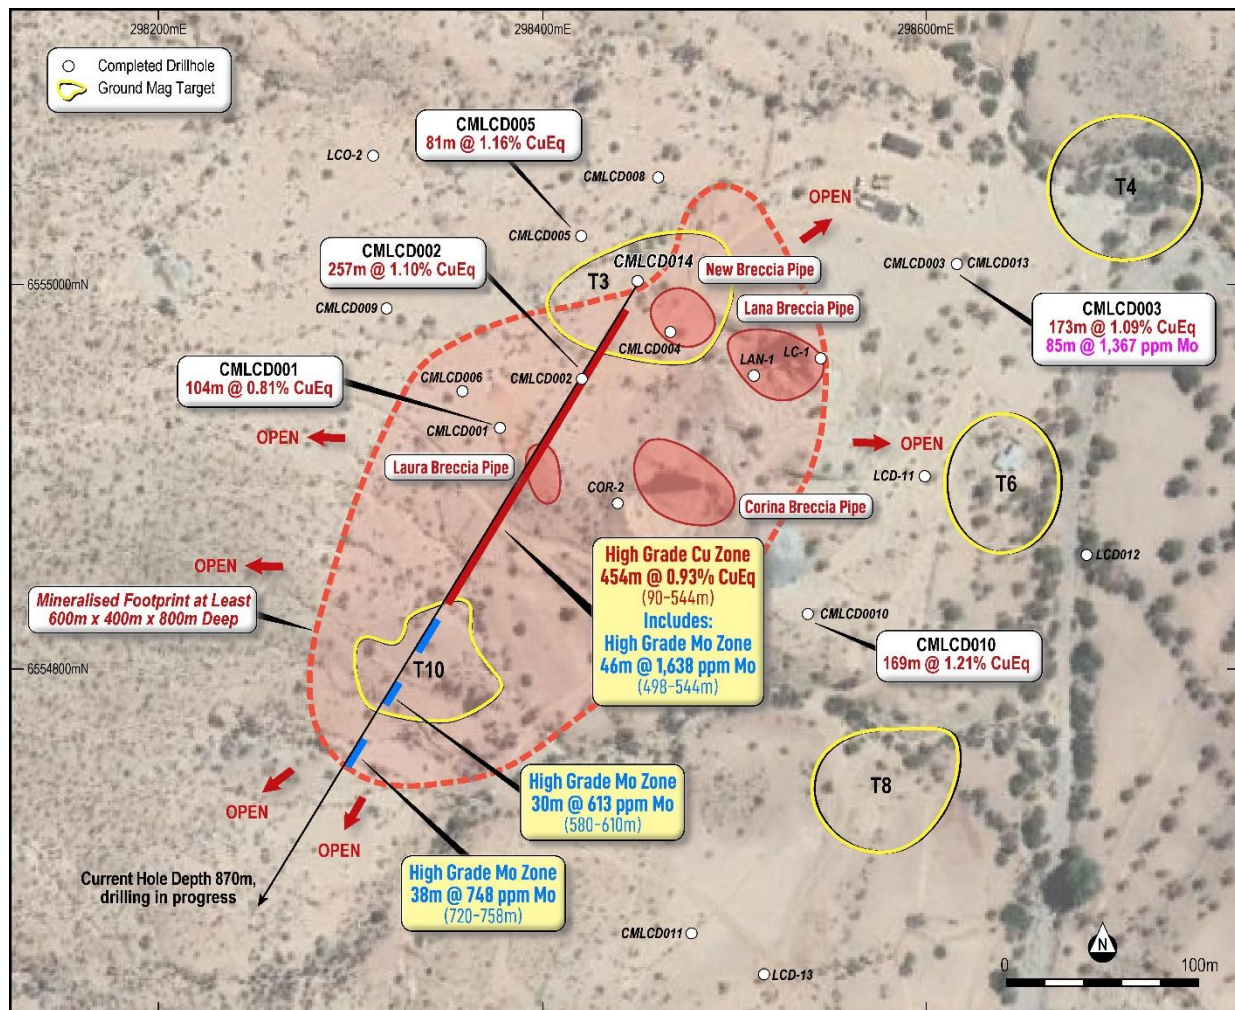 298200mE
298400mE
298600mE
Completed Drillhole
Ground Mag Target
CMLCD005
81m @ 1.16% CuEq
LCO-2
CMLCD008
T4
OPEN
CMLCD005
CMLCD002
257m @ 1.10% CuEq
CMLCD014
T3
New Breccia Pipe
CMLCD003
CMLCD013
6555000mN
CMLCD009
Lana Breccia Pipe
CMLCD003
173m @ 1.09% CuEq
85m @ 1,367 ppm Mo
CMLCD004
LC-1
LAN-1
CMLCD001
104m @ 0.81% CuEq
CMLCD006
CMLCD002
CMLCD001
OPEN
OPEN
Laura Breccia Pipe
LCD-11
T6
COR-2
Corina Breccia Pipe
High Grade Cu Zone
454m @ 0.93% CuEq
(90-544m)
Includes:
High Grade Mo Zone
46m @ 1,638 ppm Mo
(498-544m)
LCD012
OPEN
Mineralised Footprint at Least
600m x 400m x 800m Deep
CMLCD0010
CMLCD010
169m @ 1.21% CuEq
6554800mN
T10
High Grade Mo Zone
30m @ 613 ppm Mo
(580-610m)
T8
OPEN
OPEN
High Grade Mo Zone
38m @ 748 ppm Mo
(720-758m)
Current Hole Depth 870m,
drilling in progress
CMLCD011
LCD-13
N
0
100m